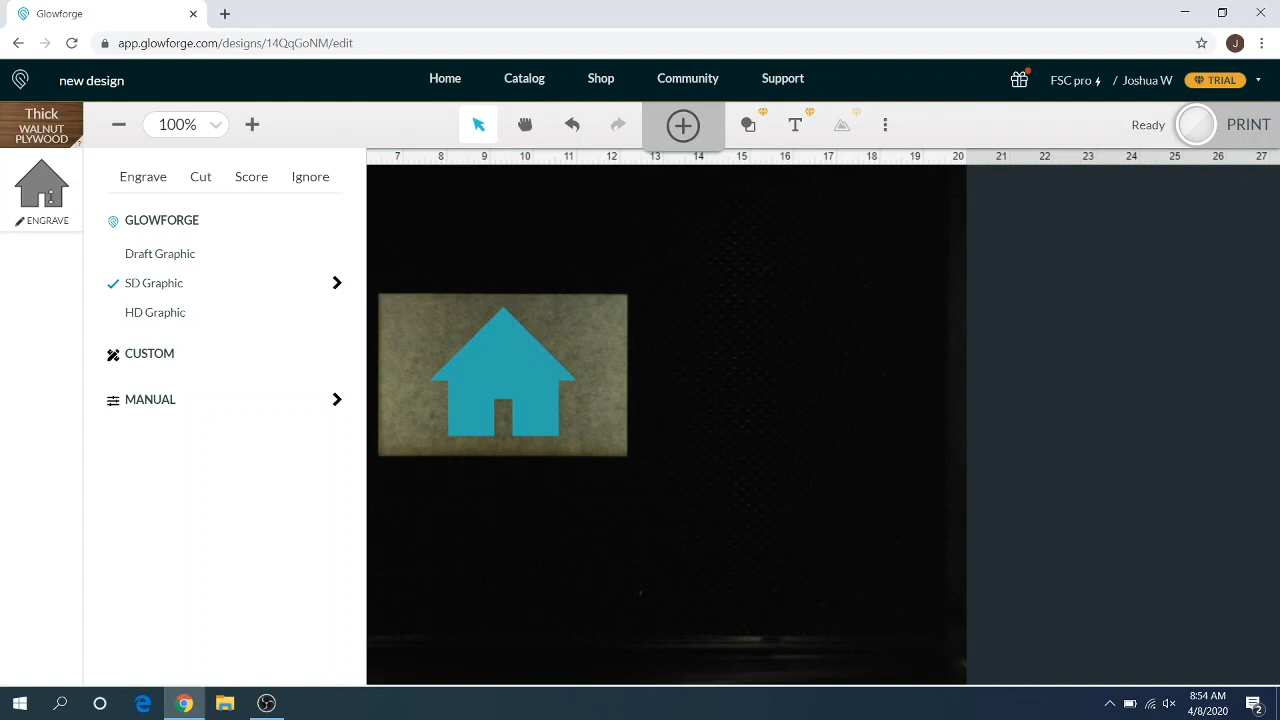 Glowforge
app.glowforge.com/designs/14QqGoNM/edit
J
new design
Home Catalog Shop Community Support
FSC pro / Joshua W TRIAL
Thick
WALNUT
PLYWOOD
?
100%
T
Ready PRINT
7 8 9 10 11 12 13 14 15 16 17 18 19 20 21 22 23 24 25 26 27
ENGRAVE
Engrave Cut Score Ignore
GLOWFORGE
Draft Graphic
SD Graphic
HD Graphic
CUSTOM
MANUAL
8:54 AM
4/8/2020
2